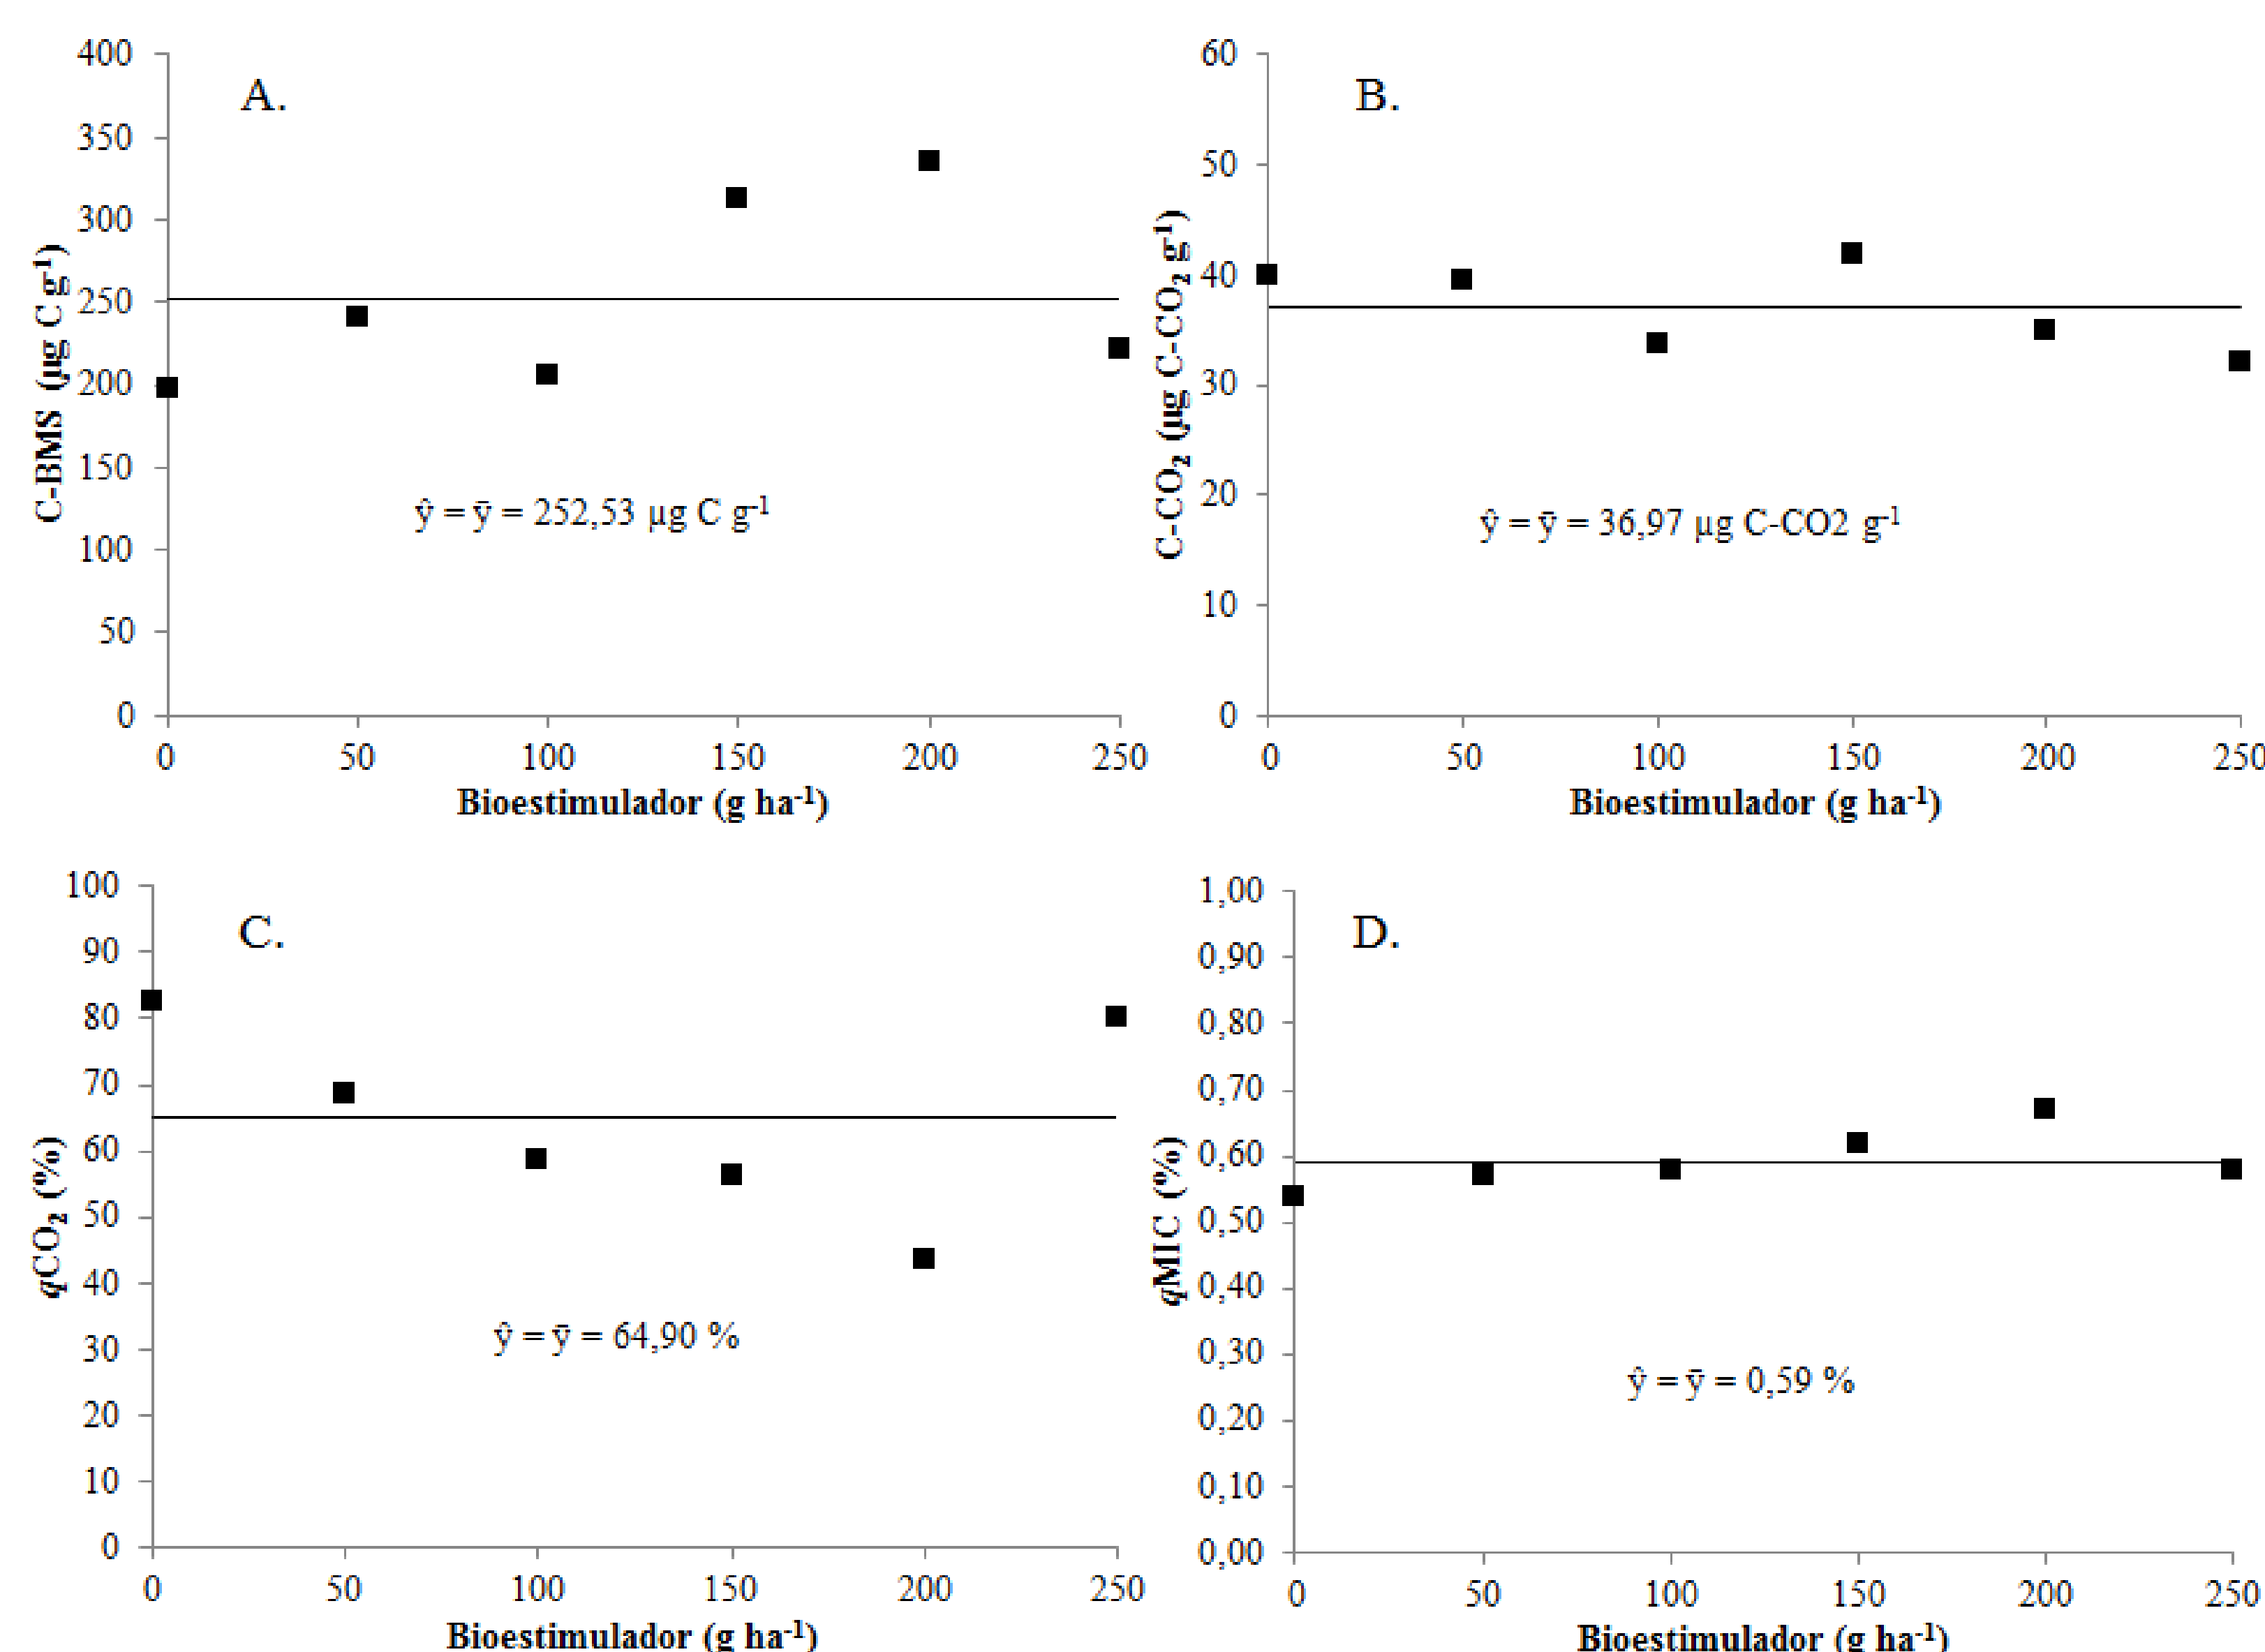 A.
400
350
300
250
200
150
100
50
0
C-BMS (µg C g⁻¹)
ŷ = ȳ = 252,53 µg C g⁻¹
0 50 100 150 200 250
Bioestimulador (g ha⁻¹)
B.
60
50
40
30
20
10
0
C-CO₂ (µg C-CO₂ g⁻¹)
ŷ = ȳ = 36,97 µg C-CO2 g⁻¹
0 50 100 150 200 250
Bioestimulador (g ha⁻¹)
C.
100
90
80
70
60
50
40
30
20
10
0
qCO₂ (%)
ŷ = ȳ = 64,90 %
0 50 100 150 200 250
Bioestimulador (g ha⁻¹)
D.
1,00
0,90
0,80
0,70
0,60
0,50
0,40
0,30
0,20
0,10
0,00
qMIC (%)
ŷ = ȳ = 0,59 %
0 50 100 150 200 250
Bioestimulador (g ha⁻¹)